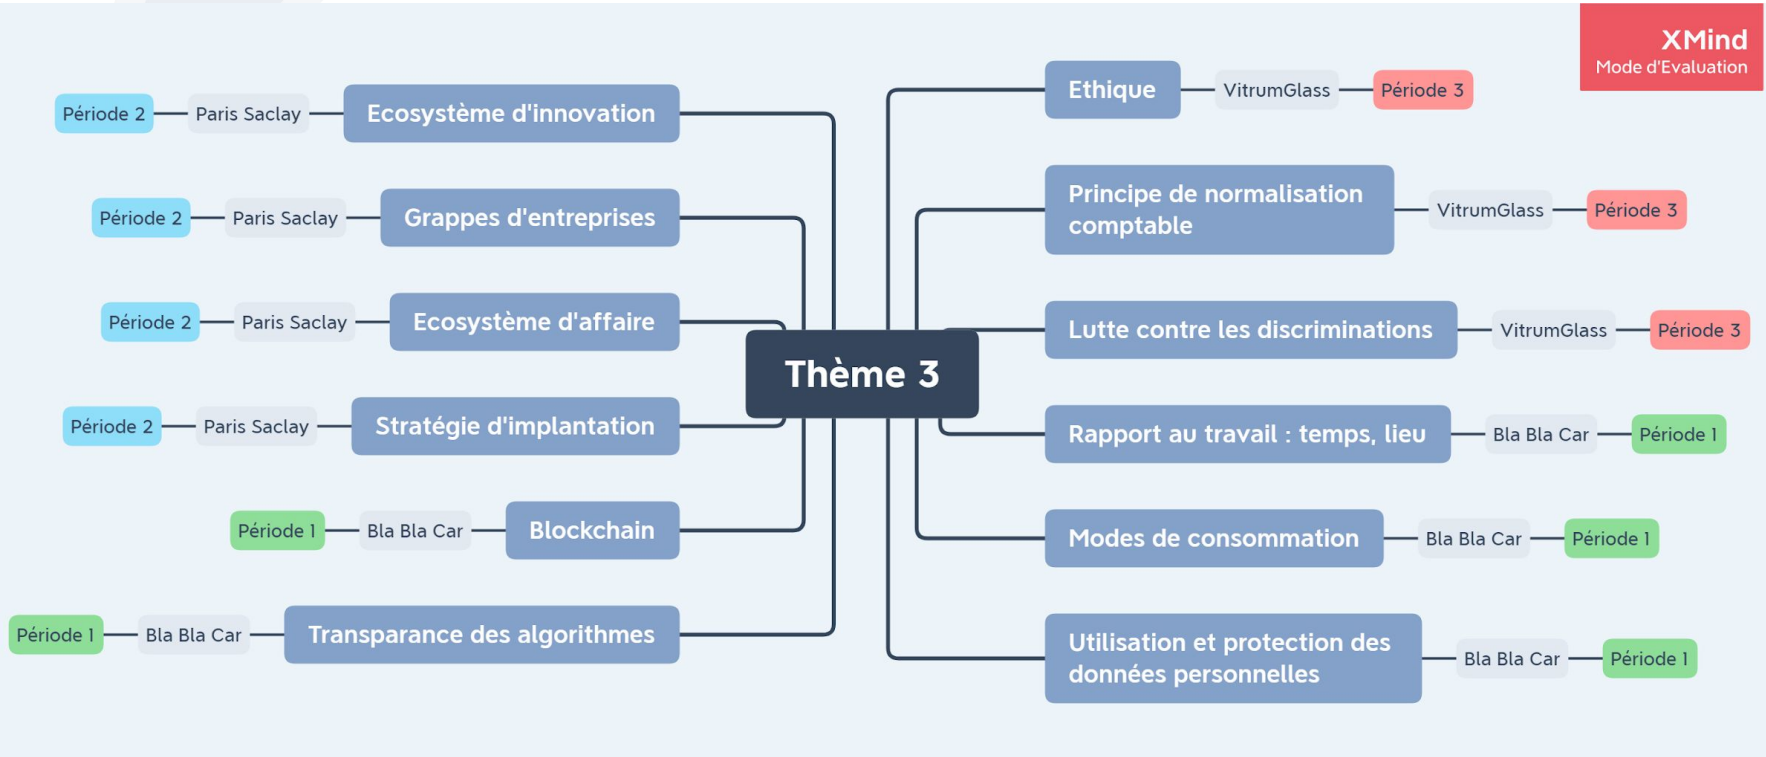 XMind
Mode d'Evaluation
Thème 3
Ethique
VitrumGlass
Période 3
Principe de normalisation
comptable
VitrumGlass
Période 3
Lutte contre les discriminations
VitrumGlass
Période 3
Rapport au travail : temps, lieu
Bla Bla Car
Période 1
Modes de consommation
Bla Bla Car
Période 1
Utilisation et protection des
données personnelles
Bla Bla Car
Période 1
Ecosystème d'innovation
Paris Saclay
Période 2
Grappes d'entreprises
Paris Saclay
Période 2
Ecosystème d'affaire
Paris Saclay
Période 2
Stratégie d'implantation
Paris Saclay
Période 2
Blockchain
Bla Bla Car
Période 1
Transparance des algorithmes
Bla Bla Car
Période 1